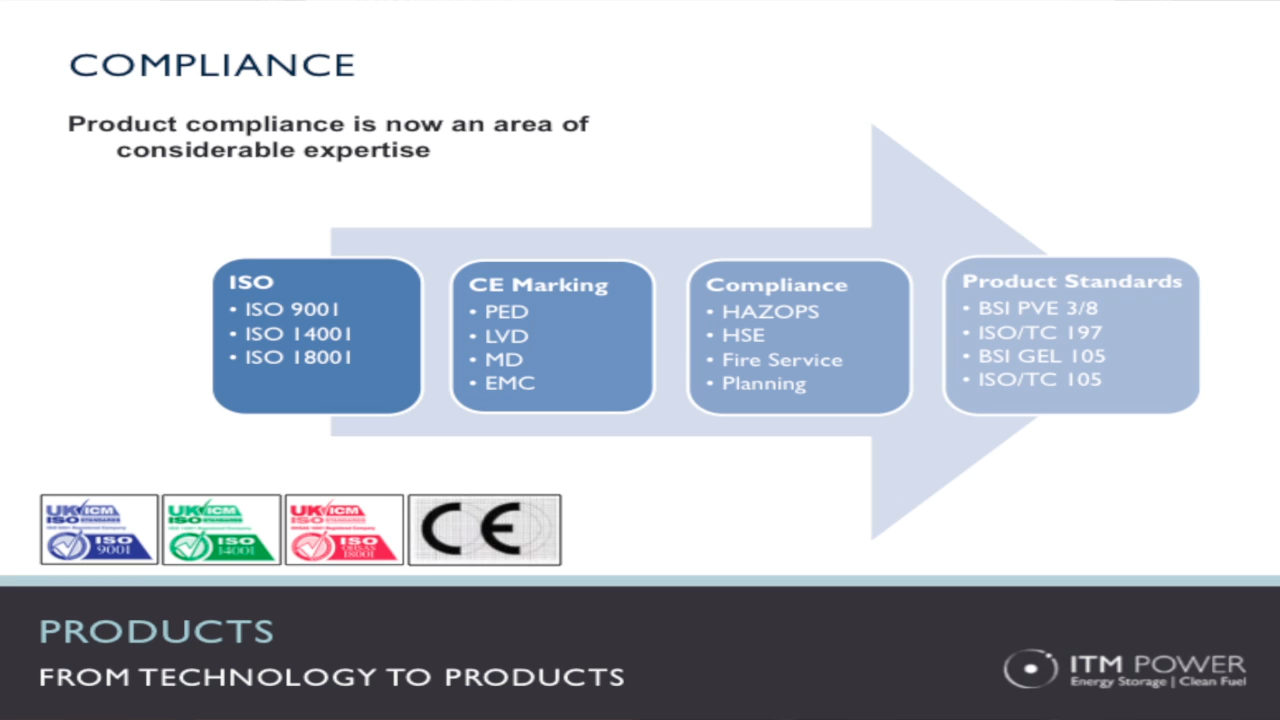 COMPLIANCE
Product compliance is now an area of
considerable expertise
ISO
• ISO 9001
• ISO 14001
• ISO 18001
CE Marking
• PED
• LVD
• MD
• EMC
Compliance
• HAZOPS
• HSE
• Fire Service
• Planning
Product Standards
• BSI PVE 3/8
• ISO/TC 197
• BSI GEL 105
• ISO/TC 105
UK ICM
ISO STANDARDS
ISO
9001
UK ICM
ISO STANDARDS
ISO
14001
UK ICM
ISO STANDARDS
ISO
OHSAS
18001
CE
PRODUCTS
FROM TECHNOLOGY TO PRODUCTS
ITM POWER
Energy Storage | Clean Fuel